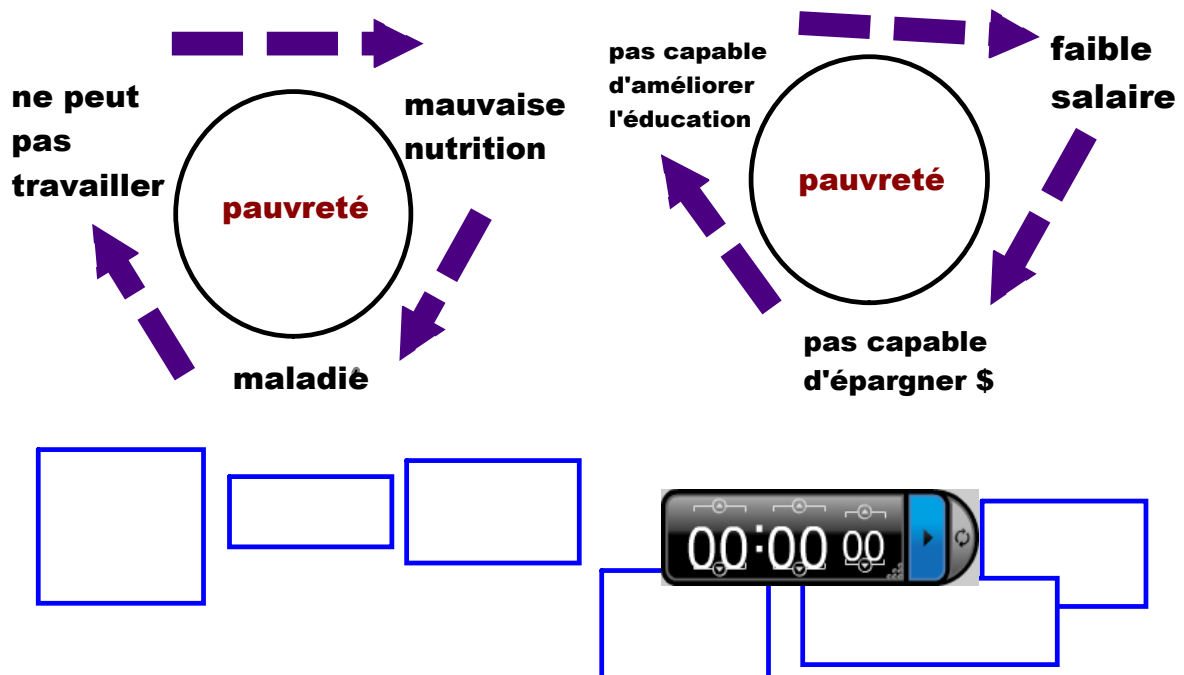 ne peut
pas
travailler
mauvaise
nutrition
pauvreté
maladie
pas capable
d'améliorer
l'éducation
faible
salaire
pauvreté
pas capable
d'épargner $
00:00 00